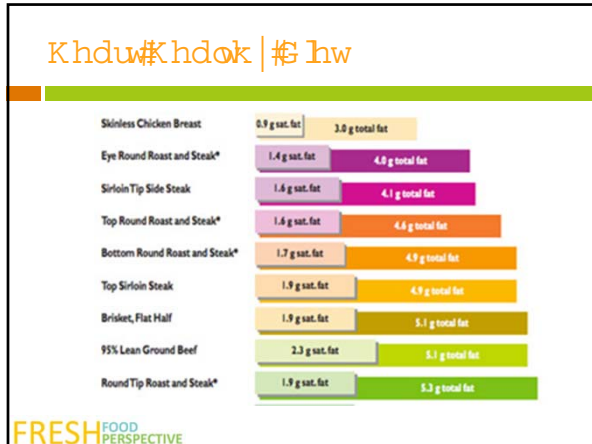 Khduw#Khdowk|#Glhw
Skinless Chicken Breast 0.9 g sat. fat 3.0 g total fat
Eye Round Roast and Steak* 1.4 g sat. fat 4.0 g total fat
Sirloin Tip Side Steak 1.6 g sat. fat 4.1 g total fat
Top Round Roast and Steak* 1.6 g sat. fat 4.6 g total fat
Bottom Round Roast and Steak* 1.7 g sat. fat 4.9 g total fat
Top Sirloin Steak 1.9 g sat. fat 4.9 g total fat
Brisket, Flat Half 1.9 g sat. fat 5.1 g total fat
95% Lean Ground Beef 2.3 g sat. fat 5.1 g total fat
Round Tip Roast and Steak* 1.9 g sat. fat 5.3 g total fat
FRESH FOOD
PERSPECTIVE